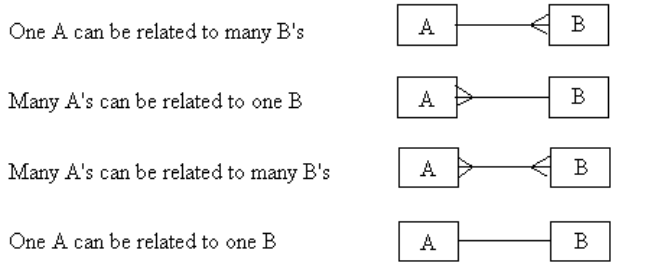 One A can be related to many B's A B
Many A's can be related to one B A B
Many A's can be related to many B's A B
One A can be related to one B A B